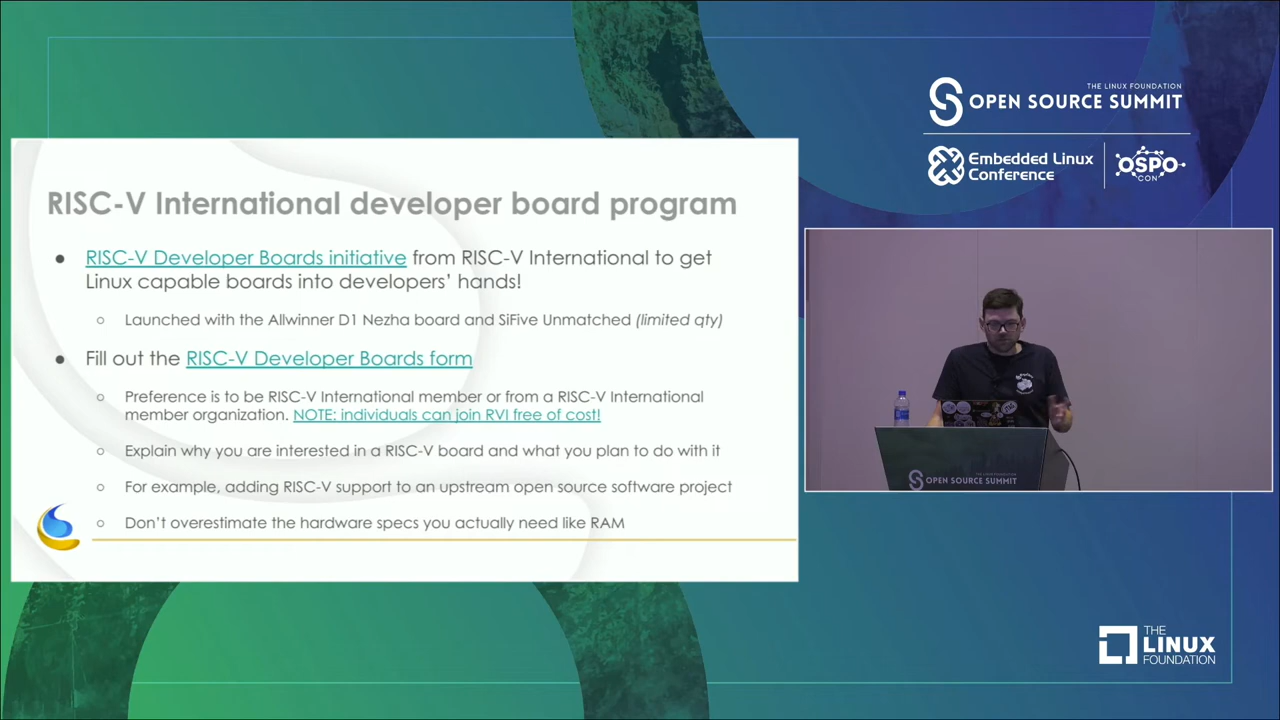 THE LINUX FOUNDATION
OPEN SOURCE SUMMIT
Embedded Linux
Conference
OSPO
CON
RISC-V International developer board program
● RISC-V Developer Boards initiative from RISC-V International to get
Linux capable boards into developers' hands!
○ Launched with the Allwinner D1 Nezha board and SiFive Unmatched (limited qty)
● Fill out the RISC-V Developer Boards form
○ Preference is to be RISC-V International member or from a RISC-V International
member organization. NOTE: individuals can join RVI free of cost!
○ Explain why you are interested in a RISC-V board and what you plan to do with it
○ For example, adding RISC-V support to an upstream open source software project
○ Don't overestimate the hardware specs you actually need like RAM
OPEN SOURCE SUMMIT
THE
LINUX
FOUNDATION